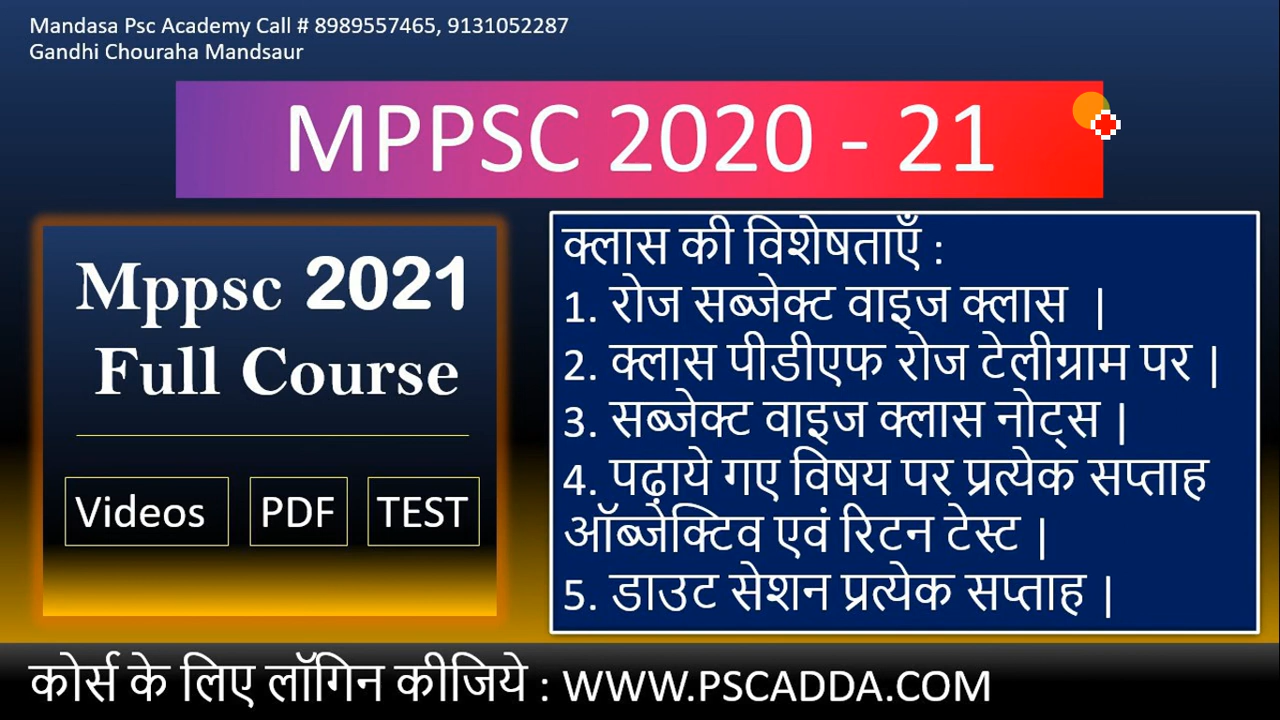 Mandasa Psc Academy Call # 8989557465, 9131052287
Gandhi Chouraha Mandsaur
MPPSC 2020 - 21
Mppsc 2021
Full Course
Videos PDF TEST
क्लास की विशेषताएँ :
1. रोज सब्जेक्ट वाइज क्लास |
2. क्लास पीडीएफ रोज टेलीग्राम पर |
3. सब्जेक्ट वाइज क्लास नोट्स |
4. पढ़ाये गए विषय पर प्रत्येक सप्ताह
ऑब्जेक्टिव एवं रिटन टेस्ट |
5. डाउट सेशन प्रत्येक सप्ताह |
कोर्स के लिए लॉगिन कीजिये : WWW.PSCADDA.COM